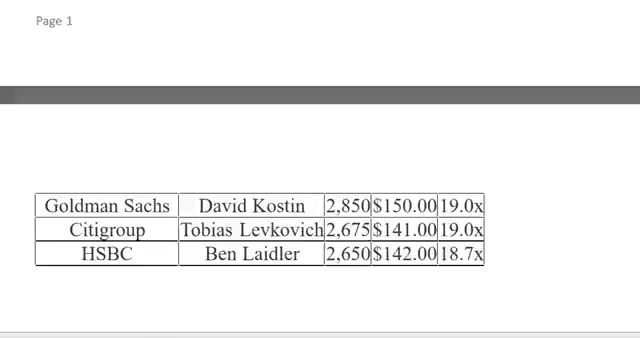 Page 1
Goldman Sachs David Kostin 2,850 $150.00 19.0x
Citigroup Tobias Levkovich 2,675 $141.00 19.0x
HSBC Ben Laidler 2,650 $142.00 18.7x